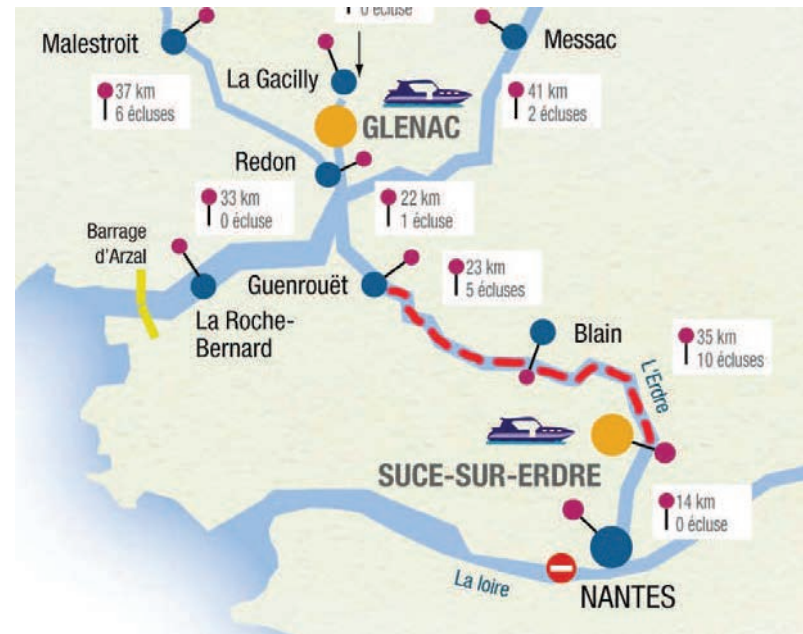 0 écluse
Malestroit
Messac
La Gacilly
37 km
6 écluses
41 km
2 écluses
GLENAC
Redon
33 km
0 écluse
22 km
1 écluse
Barrage
d'Arzal
23 km
5 écluses
Guenrouët
La Roche-
Bernard
Blain
35 km
10 écluses
L'Erdre
SUCE-SUR-ERDRE
14 km
0 écluse
La loire
NANTES